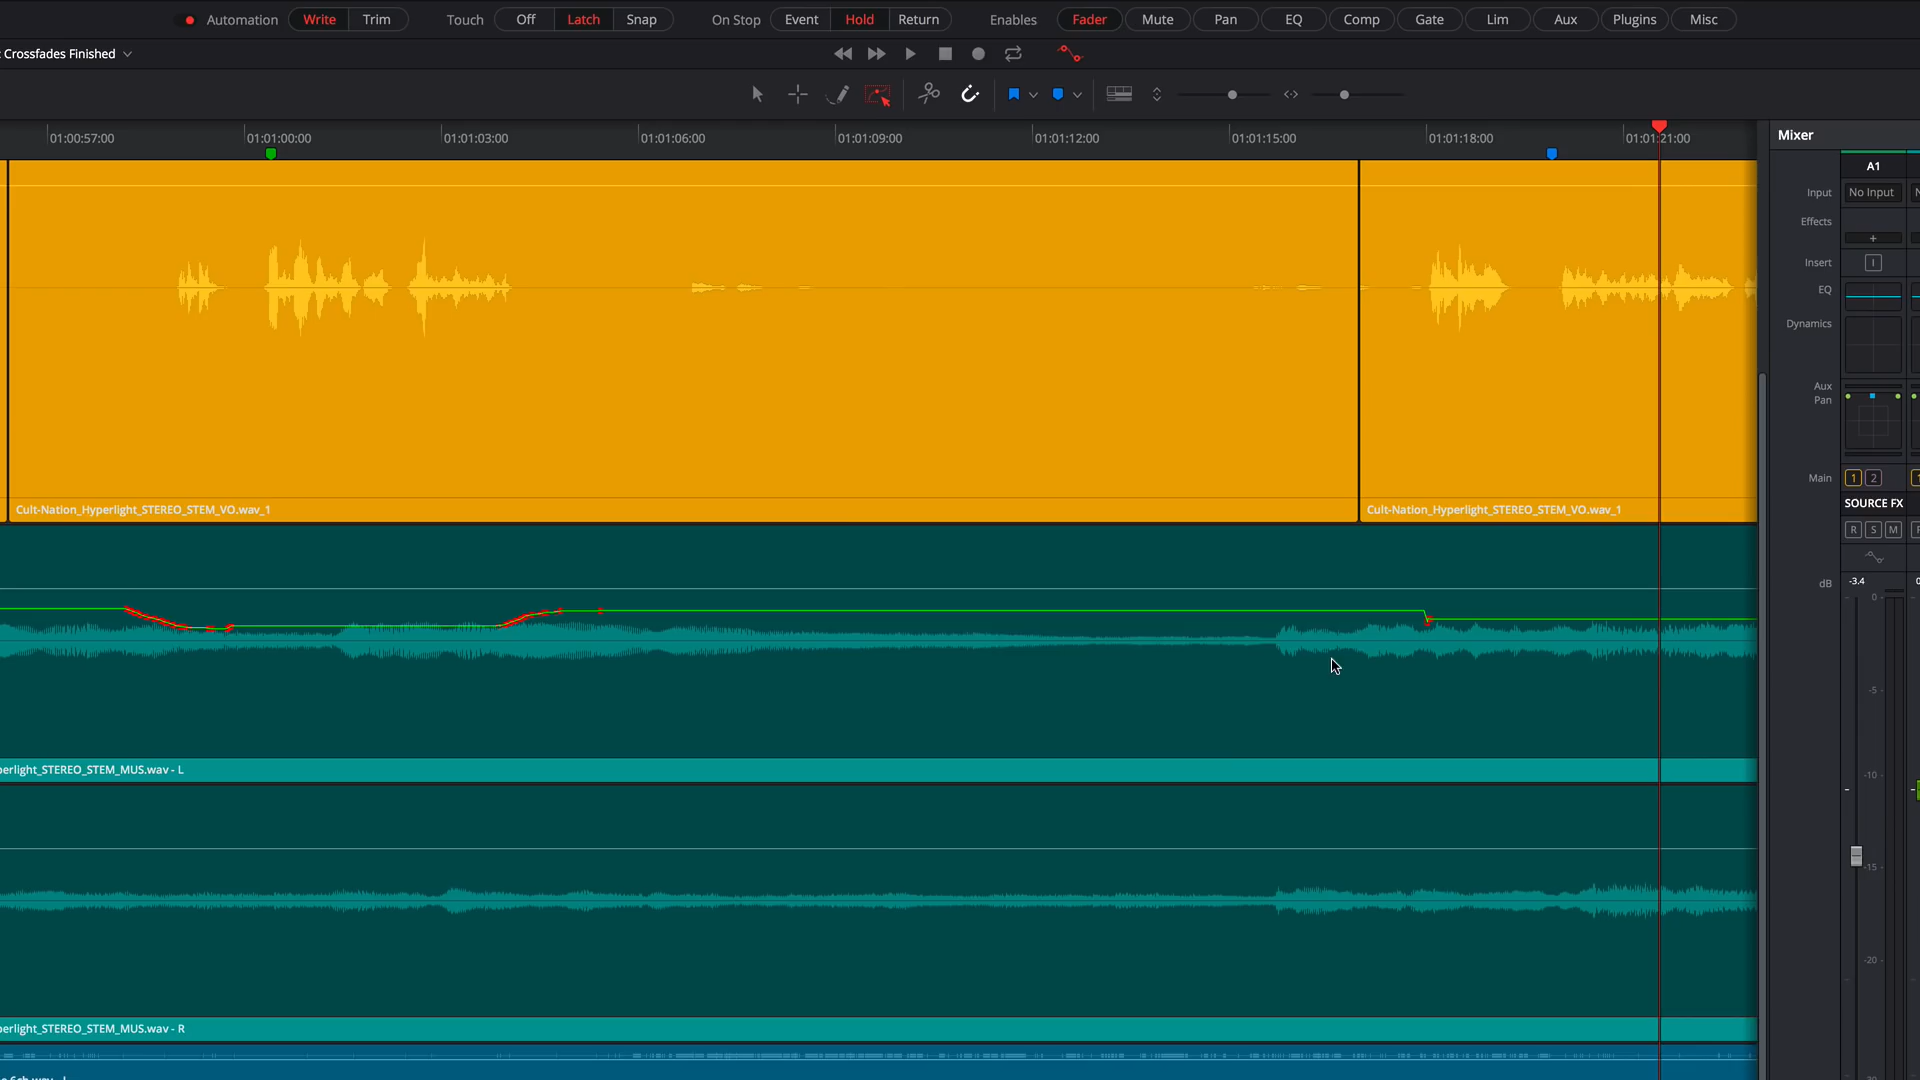 Automation Write Trim Touch Off Latch Snap On Stop Event Hold Return Enables Fader Mute Pan EQ Comp Gate Lim Aux Plugins Misc
Crossfades Finished
01:00:57:00 01:01:00:00 01:01:03:00 01:01:06:00 01:01:09:00 01:01:12:00 01:01:15:00 01:01:18:00 01:01:21:00
Mixer
A1
Input No Input
Effects
+
Insert I
EQ
Dynamics
Aux
Pan
Main 1 2
SOURCE FX
R S M
dB -3.4
0
-5
-10
-15
-20
Cult-Nation_Hyperlight_STEREO_STEM_VO.wav_1 Cult-Nation_Hyperlight_STEREO_STEM_VO.wav_1
perlight_STEREO_STEM_MUS.wav - L
perlight_STEREO_STEM_MUS.wav - R